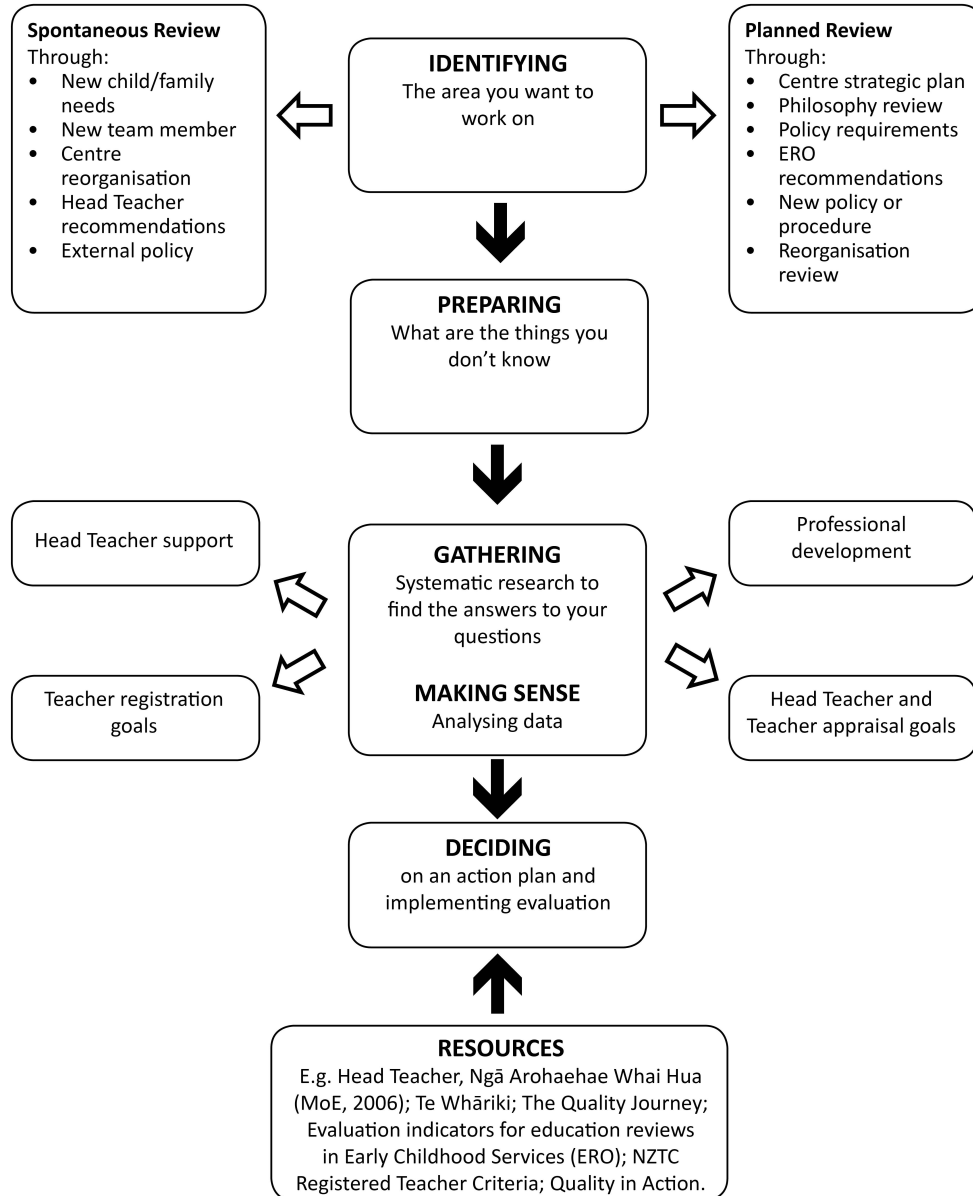 Spontaneous Review
Through:
• New child/family
needs
• New team member
• Centre
reorganisation
• Head Teacher
recommendations
• External policy
IDENTIFYING
The area you want to
work on
Planned Review
Through:
• Centre strategic plan
• Philosophy review
• Policy requirements
• ERO
recommendations
• New policy or
procedure
• Reorganisation
review
PREPARING
What are the things you
don’t know
Head Teacher support
Teacher registration
goals
GATHERING
Systematic research to
find the answers to your
questions
MAKING SENSE
Analysing data
Professional
development
Head Teacher and
Teacher appraisal goals
DECIDING
on an action plan and
implementing evaluation
RESOURCES
E.g. Head Teacher, Ngā Arohaehae Whai Hua
(MoE, 2006); Te Whāriki; The Quality Journey;
Evaluation indicators for education reviews
in Early Childhood Services (ERO); NZTC
Registered Teacher Criteria; Quality in Action.